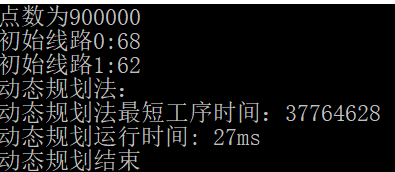 点数为900000
初始线路0:68
初始线路1:62
动态规划法:
动态规划法最短工序时间：37764628
动态规划运行时间: 27ms
动态规划结束